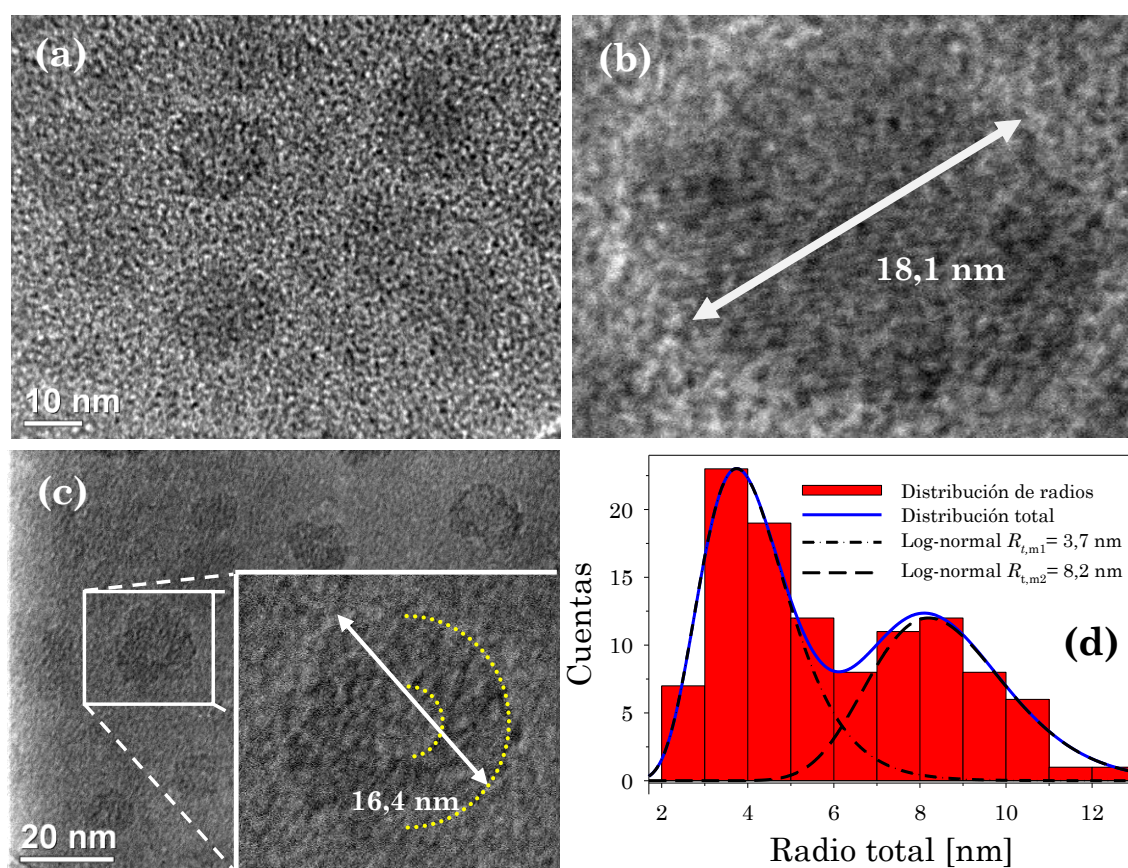 (a)
10 nm
(b)
18,1 nm
(c)
16,4 nm
20 nm
Distribución de radios
Distribución total
Log-normal R_t,m1= 3,7 nm
Log-normal R_t,m2= 8,2 nm
(d)
Cuentas
20
15
10
5
0
2 4 6 8 10 12
Radio total [nm]